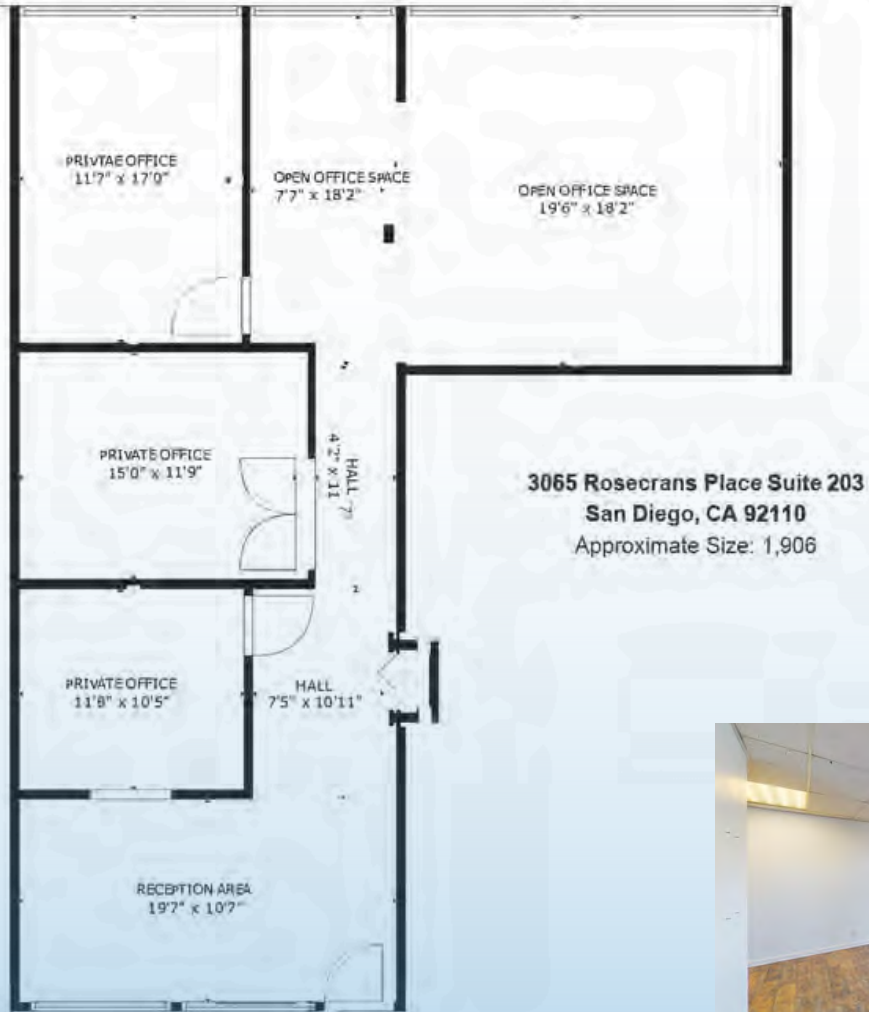 PRIVTAE OFFICE
11'7" x 17'0"
OPEN OFFICE SPACE
7'7" x 18'2"
OPEN OFFICE SPACE
19'6" x 18'2"
PRIVATE OFFICE
15'0" x 11'9"
HALL
4'2" x 11'7"
3065 Rosecrans Place Suite 203
San Diego, CA 92110
Approximate Size: 1,906
PRIVATE OFFICE
11'8" x 10'5"
HALL
7'5" x 10'11"
RECEPTION AREA
19'7" x 10'7"